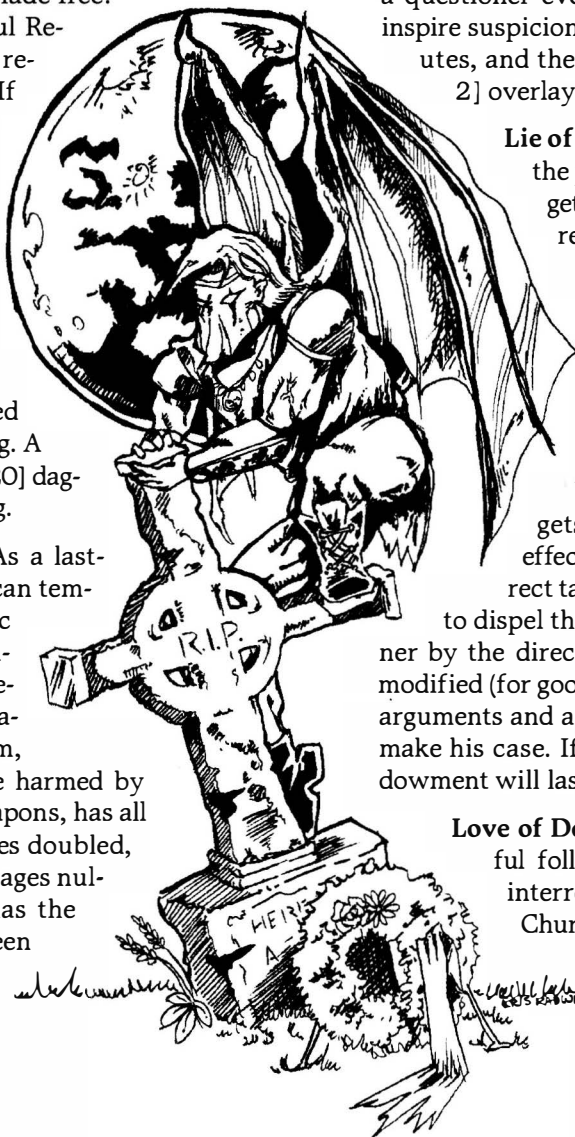 ul Re-
re-
If
ed
g. A
20] dag-
g.
As a last-
can tem-
c
-
e-
a-
m,
e harmed by
pons, has all
es doubled,
ages nul-
as the
een
a questioner eve
inspire suspicion
utes, and the
2] overlay
Lie of
the
get
re
gets
effec
rect ta
to dispel th
ner by the direc
modified (for goo
arguments and a
make his case. If
dowment will las
Love of De
ful foll
interr
Chur
R.I.P.
HERE
A